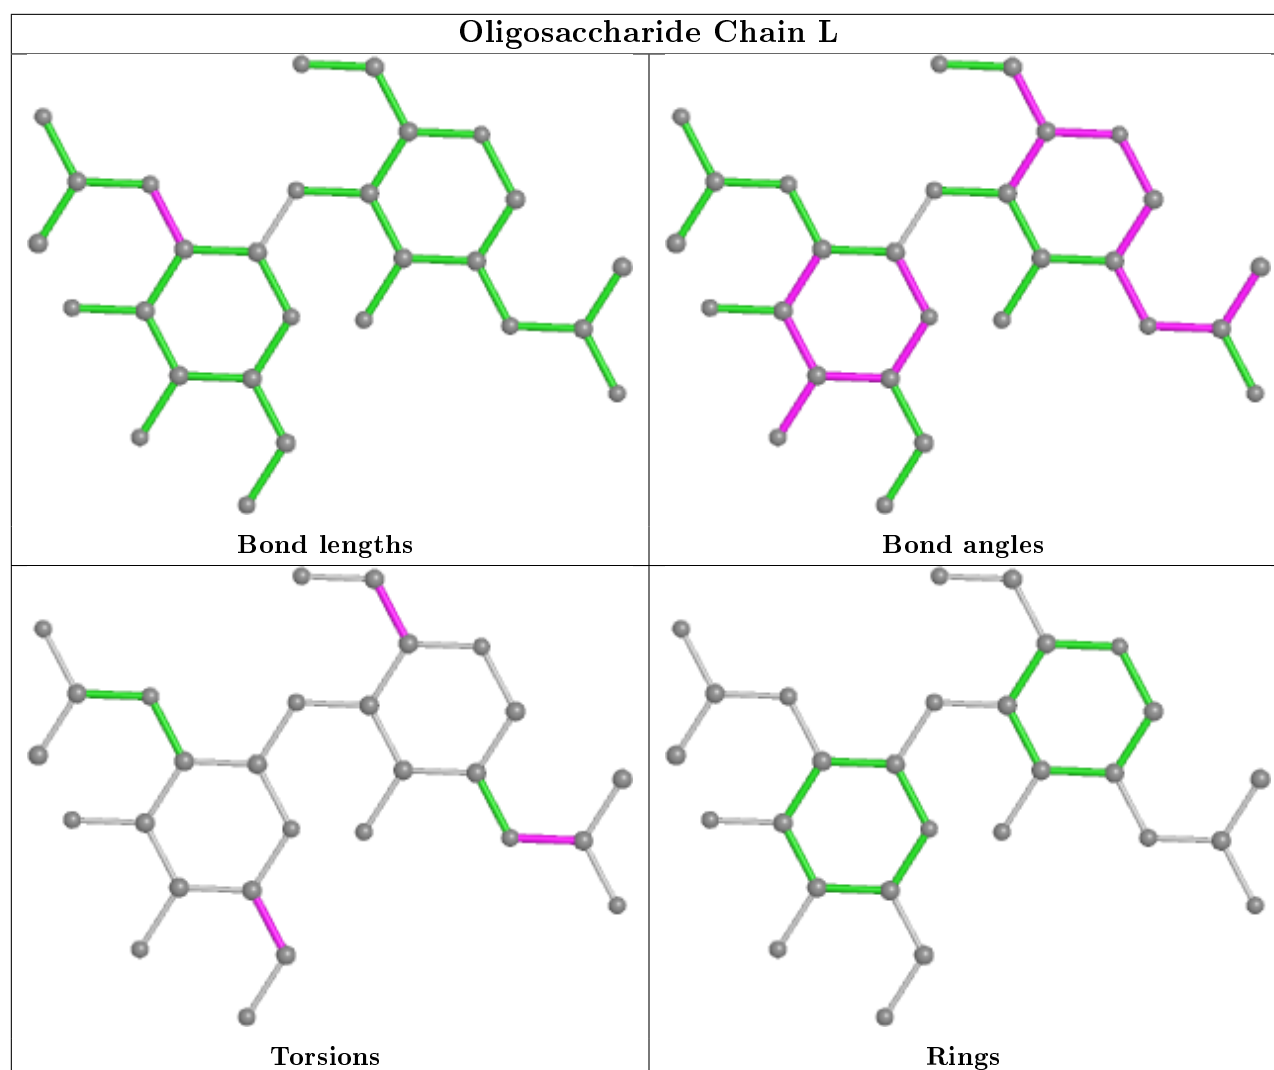 Oligosaccharide Chain L
Bond lengths
Bond angles
Torsions
Rings